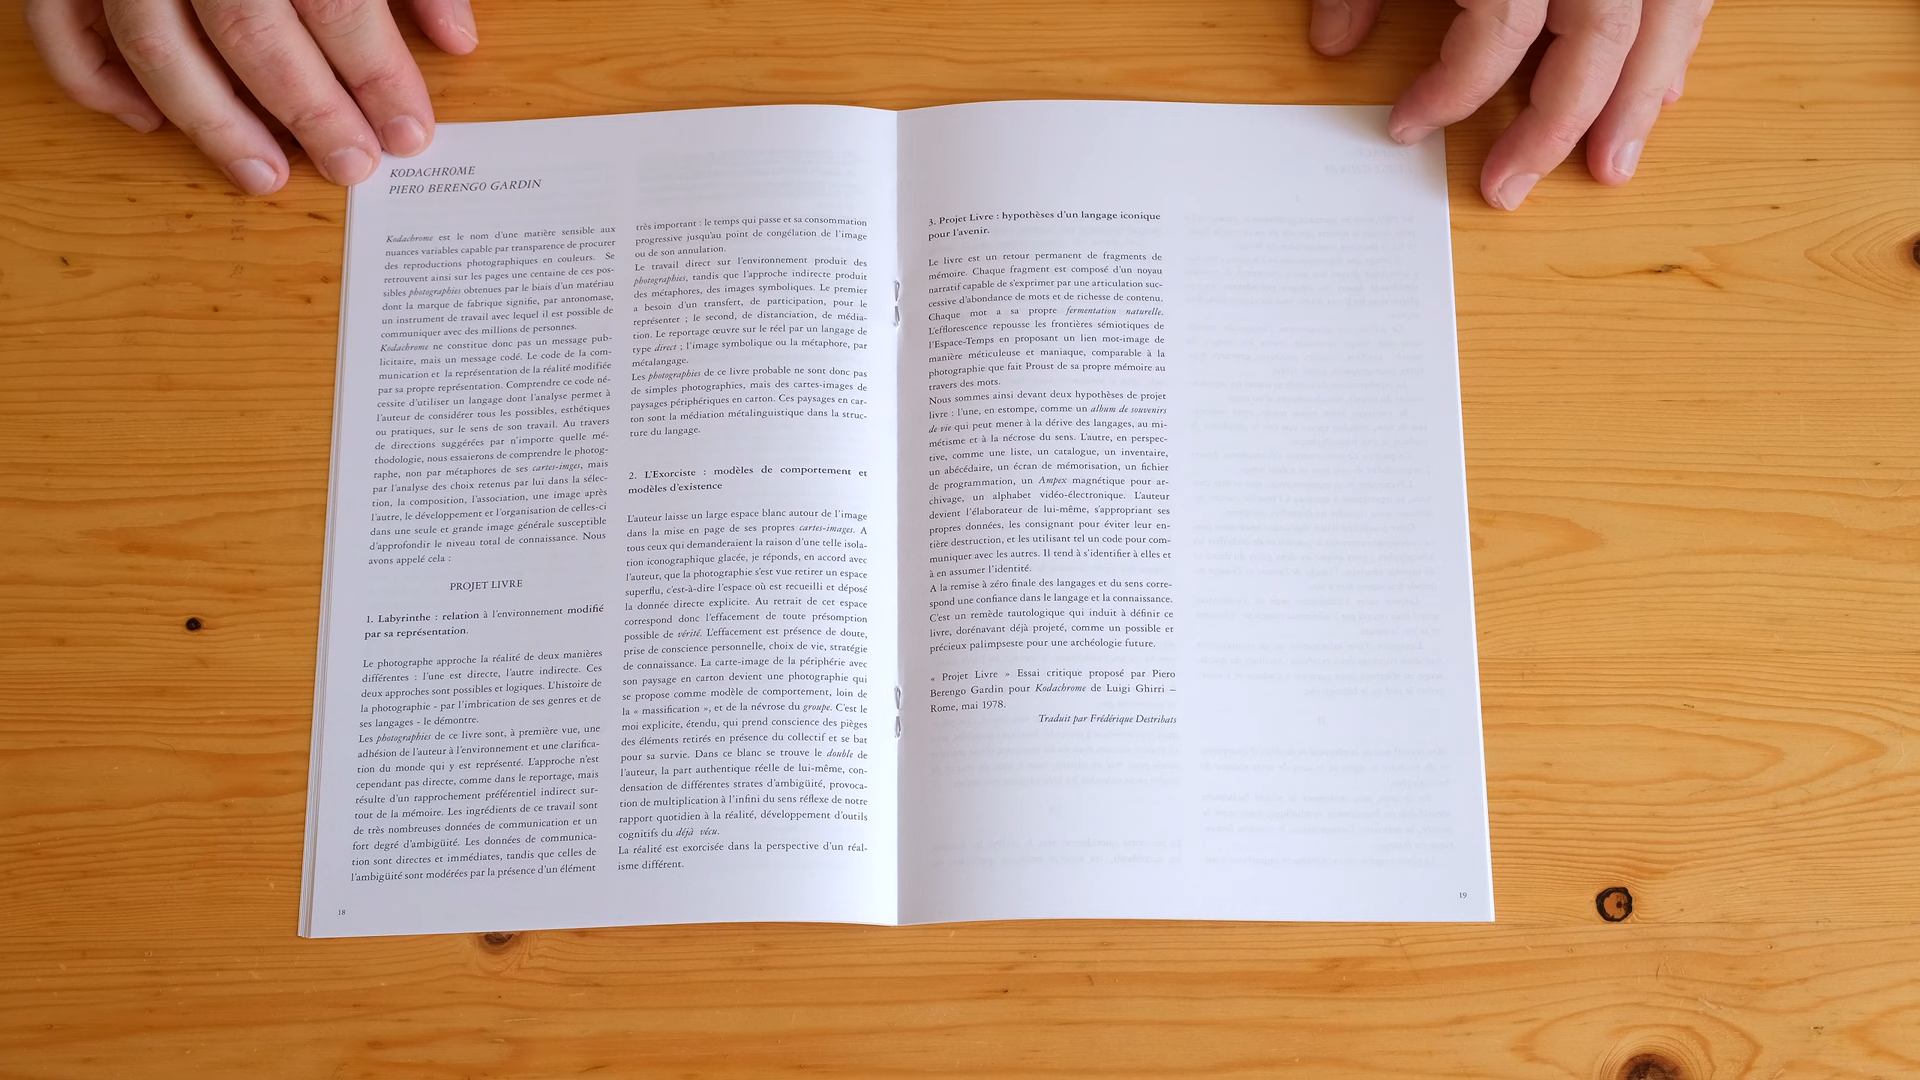 KODACHROME
PIERO BERENGO GARDIN
Kodachrome est le nom d'une matière sensible aux
nuances variables capable par transparence de procurer
des reproductions photographiques en couleurs. Se
retrouvent ainsi sur les pages une centaine de ces pos-
sibles photographies obtenues par le biais d'un matériau
dont la marque de fabrique signifie, par antonomase,
un instrument de travail avec lequel il est possible de
communiquer avec des millions de personnes.
Kodachrome ne constitue donc pas un message pub-
licitaire, mais un message codé. Le code de la com-
munication et la représentation de la réalité modifiée
par sa propre représentation. Comprendre ce code né-
cessite d'utiliser un langage dont l'analyse permet à
l'auteur de considérer tous les possibles, esthétiques
ou pratiques, sur le sens de son travail. Au travers
de directions suggérées par n'importe quelle mé-
thodologie, nous essaierons de comprendre le photog-
raphe, non par métaphores de ses cartes-imges, mais
par l'analyse des choix retenus par lui dans la sélec-
tion, la composition, l'association, une image après
l'autre, le développement et l'organisation de celles-ci
dans une seule et grande image générale susceptible
d'approfondir le niveau total de connaissance. Nous
avons appelé cela :
PROJET LIVRE
1. Labyrinthe : relation à l'environnement modifié
par sa représentation.
Le photographe approche la réalité de deux manières
différentes : l'une est directe, l'autre indirecte. Ces
deux approches sont possibles et logiques. L'histoire de
la photographie - par l'imbrication de ses genres et de
ses langages - le démontre.
Les photographies de ce livre sont, à première vue, une
adhésion de l'auteur à l'environnement et une clarifica-
tion du monde qui y est représenté. L'approche n'est
cependant pas directe, comme dans le reportage, mais
résulte d'un rapprochement préférentiel indirect sur-
tout de la mémoire. Les ingrédients de ce travail sont
de très nombreuses données de communication et un
fort degré d'ambigüité. Les données de communica-
tion sont directes et immédiates, tandis que celles de
l'ambigüité sont modérées par la présence d'un élément
18
très important : le temps qui passe et sa consommation
progressive jusqu'au point de congélation de l'image
ou de son annulation.
Le travail direct sur l'environnement produit des
photographies, tandis que l'approche indirecte produit
des métaphores, des images symboliques. Le premier
a besoin d'un transfert, de participation, pour le
représenter ; le second, de distanciation, de média-
tion. Le reportage œuvre sur le réel par un langage de
type direct ; l'image symbolique ou la métaphore, par
métalangage.
Les photographies de ce livre probable ne sont donc pas
de simples photographies, mais des cartes-images de
paysages périphériques en carton. Ces paysages en car-
ton sont la médiation métalinguistique dans la struc-
ture du langage.
2. L'Exorciste : modèles de comportement et
modèles d'existence
L'auteur laisse un large espace blanc autour de l'image
dans la mise en page de ses propres cartes-images. A
tous ceux qui demanderaient la raison d'une telle isola-
tion iconographique glacée, je réponds, en accord avec
l'auteur, que la photographie s'est vue retirer un espace
superflu, c'est-à-dire l'espace où est recueilli et déposé
la donnée directe explicite. Au retrait de cet espace
correspond donc l'effacement de toute présomption
possible de vérité. L'effacement est présence de doute,
prise de conscience personnelle, choix de vie, stratégie
de connaissance. La carte-image de la périphérie avec
son paysage en carton devient une photographie qui
se propose comme modèle de comportement, loin de
la « massification », et de la névrose du groupe. C'est le
moi explicite, étendu, qui prend conscience des pièges
des éléments retirés en présence du collectif et se bat
pour sa survie. Dans ce blanc se trouve le double de
l'auteur, la part authentique réelle de lui-même, con-
densation de différentes strates d'ambigüité, provoca-
tion de multiplication à l'infini du sens réflexe de notre
rapport quotidien à la réalité, développement d'outils
cognitifs du déjà vécu.
La réalité est exorcisée dans la perspective d'un réal-
isme différent.
3. Projet Livre : hypothèses d'un langage iconique
pour l'avenir.
Le livre est un retour permanent de fragments de
mémoire. Chaque fragment est composé d'un noyau
narratif capable de s'exprimer par une articulation suc-
cessive d'abondance de mots et de richesse de contenu.
Chaque mot a sa propre fermentation naturelle.
L'efflorescence repousse les frontières sémiotiques de
l'Espace-Temps en proposant un lien mot-image de
manière méticuleuse et maniaque, comparable à la
photographie que fait Proust de sa propre mémoire au
travers des mots.
Nous sommes ainsi devant deux hypothèses de projet
livre : l'une, en estompe, comme un album de souvenirs
de vie qui peut mener à la dérive des langages, au mi-
métisme et à la nécrose du sens. L'autre, en perspec-
tive, comme une liste, un catalogue, un inventaire,
un abécédaire, un écran de mémorisation, un fichier
de programmation, un Ampex magnétique pour ar-
chivage, un alphabet vidéo-électronique. L'auteur
devient l'élaborateur de lui-même, s'appropriant ses
propres données, les consignant pour éviter leur en-
tière destruction, et les utilisant tel un code pour com-
muniquer avec les autres. Il tend à s'identifier à elles et
à en assumer l'identité.
A la remise à zéro finale des langages et du sens corre-
spond une confiance dans le langage et la connaissance.
C'est un remède tautologique qui induit à définir ce
livre, dorénavant déjà projeté, comme un possible et
précieux palimpseste pour une archéologie future.
« Projet Livre » Essai critique proposé par Piero
Berengo Gardin pour Kodachrome de Luigi Ghirri –
Rome, mai 1978.
Traduit par Frédérique Destribats
19